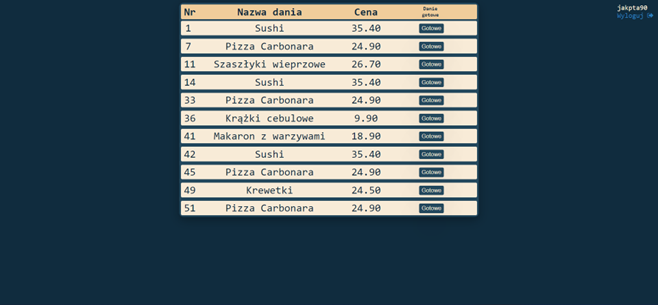 Nr Nazwa dania Cena Dania gotowe
1 Sushi 35.40 Gotowe
7 Pizza Carbonara 24.90 Gotowe
11 Szaszłyki wieprzowe 26.70 Gotowe
14 Sushi 35.40 Gotowe
33 Pizza Carbonara 24.90 Gotowe
36 Krążki cebulowe 9.90 Gotowe
41 Makaron z warzywami 18.90 Gotowe
42 Sushi 35.40 Gotowe
45 Pizza Carbonara 24.90 Gotowe
49 Krewetki 24.50 Gotowe
51 Pizza Carbonara 24.90 Gotowe
jakpta90
wyloguj